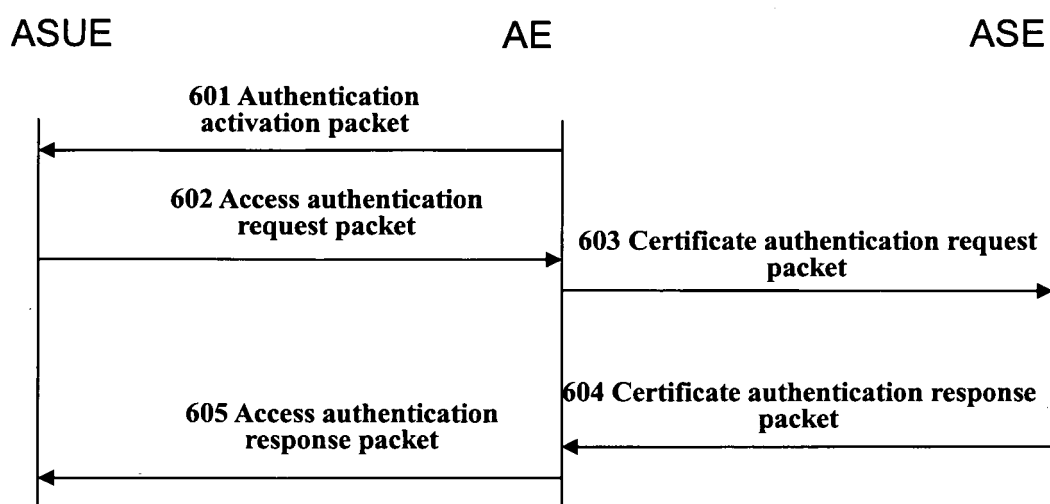 ASUE
AE
ASE
601 Authentication
activation packet
602 Access authentication
request packet
603 Certificate authentication request
packet
604 Certificate authentication response
packet
605 Access authentication
response packet